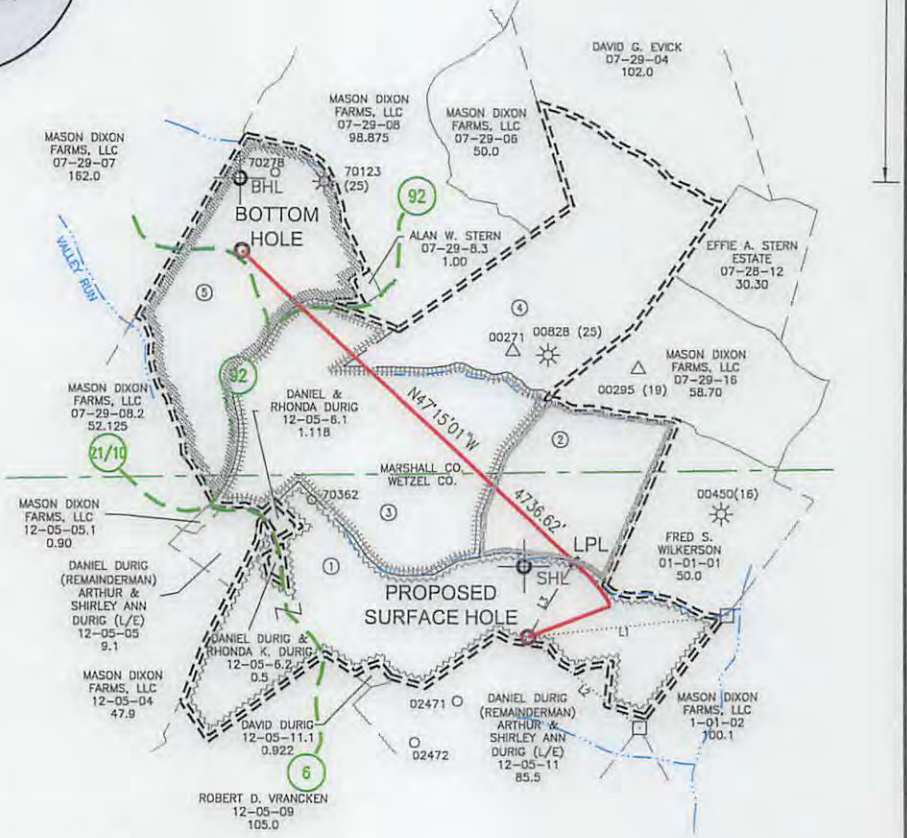 DAVID G. EVICK
07-29-04
102.0
MASON DIXON
FARMS, LLC
07-29-08
98.875
MASON DIXON
FARMS, LLC
07-29-06
50.0
MASON DIXON
FARMS, LLC
07-29-07
162.0
70278
BHL
70123
(25)
92
BOTTOM
HOLE
ALAN W. STERN
07-29-8.3
1.00
EFFIE A. STERN
ESTATE
07-28-12
30.30
VALLEY RUN
5
4
00271
00828 (25)
00295 (19)
MASON DIXON
FARMS, LLC
07-29-16
58.70
92
MASON DIXON
FARMS, LLC
07-29-08.2
52.125
DANIEL &
RHONDA DURIG
12-05-6.1
1.118
N47°15'01"W
2
21/10
MARSHALL CO.
WETZEL CO.
4736.62'
70362
3
00450(16)
MASON DIXON
FARMS, LLC
12-05-05.1
0.90
FRED S.
WILKERSON
01-01-01
50.0
LPL
SHL
1
PROPOSED
SURFACE HOLE
L3
L1
L2
DANIEL DURIG
(REMAINDERMAN)
ARTHUR &
SHIRLEY ANN
DURIG (L/E)
12-05-05
9.1
DANIEL DURIG &
RHONDA K. DURIG
12-05-6.2
0.5
MASON DIXON
FARMS, LLC
12-05-04
47.9
DAVID DURIG
12-05-11.1
0.922
02471
02472
DANIEL DURIG
(REMAINDERMAN)
ARTHUR &
SHIRLEY ANN
DURIG (L/E)
12-05-11
85.5
MASON DIXON
FARMS, LLC
1-01-02
100.1
6
ROBERT D. VRANCKEN
12-05-09
105.0